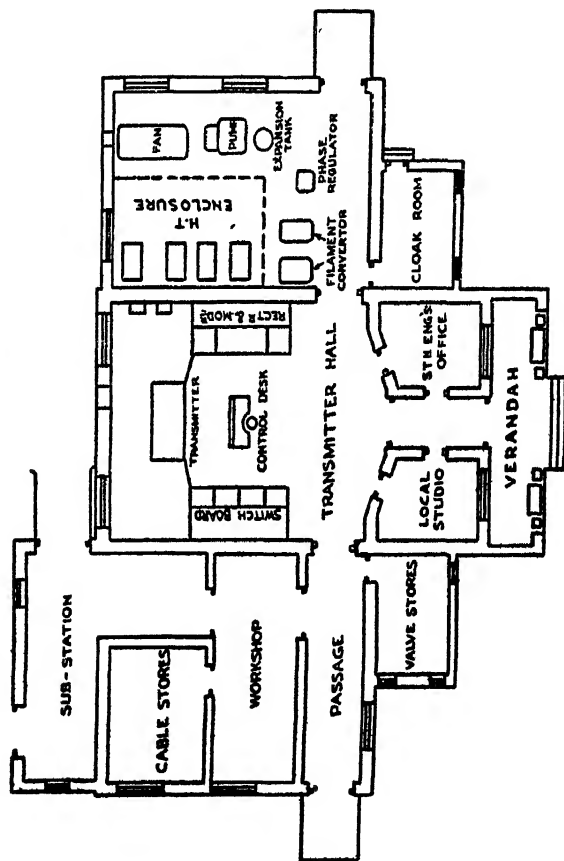 FAN
PUMP
EXPANSION
TANK
PHASE
REGULATOR
H.T
ENCLOSURE
FILAMENT
CONVERTOR
CLOAK ROOM
RECTR & MODS
TRANSMITTER
CONTROL DESK
SWITCH BOARD
TRANSMITTER HALL
STN ENG'S
OFFICE
LOCAL
STUDIO
VERANDAH
SUB-STATION
CABLE STORES
WORKSHOP
PASSAGE
VALVE STORES